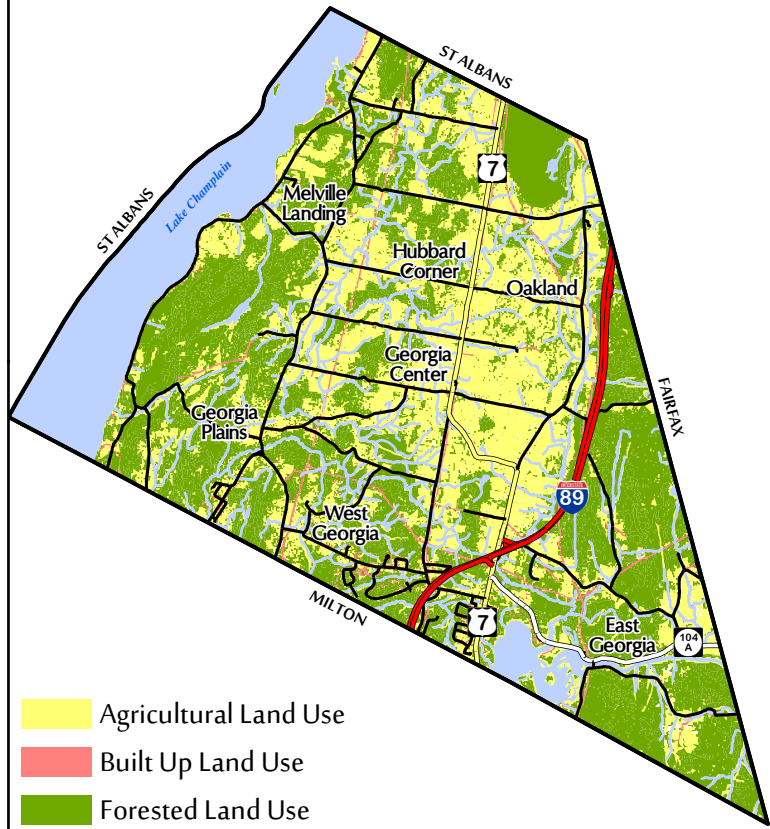 ST ALBANS
7
ST ALBANS
Lake Champlain
Melville
Landing
Hubbard
Corner
Oakland
Georgia
Center
FAIRFAX
Georgia
Plains
INTERSTATE
89
West
Georgia
MILTON
7
East
Georgia
104
A
Agricultural Land Use
Built Up Land Use
Forested Land Use